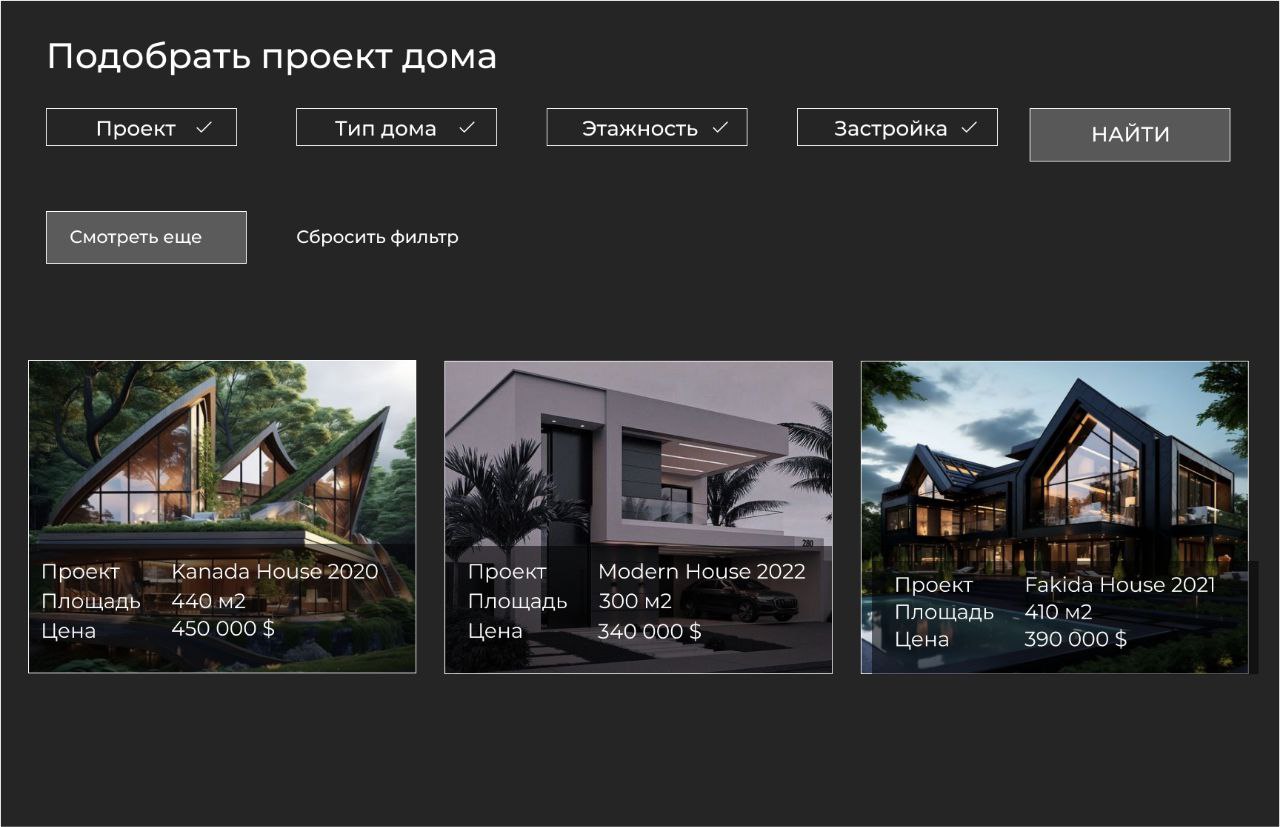 Подобрать проект дома
Проект
Тип дома
Этажность
Застройка
НАЙТИ
Смотреть еще
Сбросить фильтр
280
Проект Kanada House 2020
Площадь 440 м2
Цена 450 000 $
Проект Modern House 2022
Площадь 300 м2
Цена 340 000 $
Проект Fakida House 2021
Площадь 410 м2
Цена 390 000 $